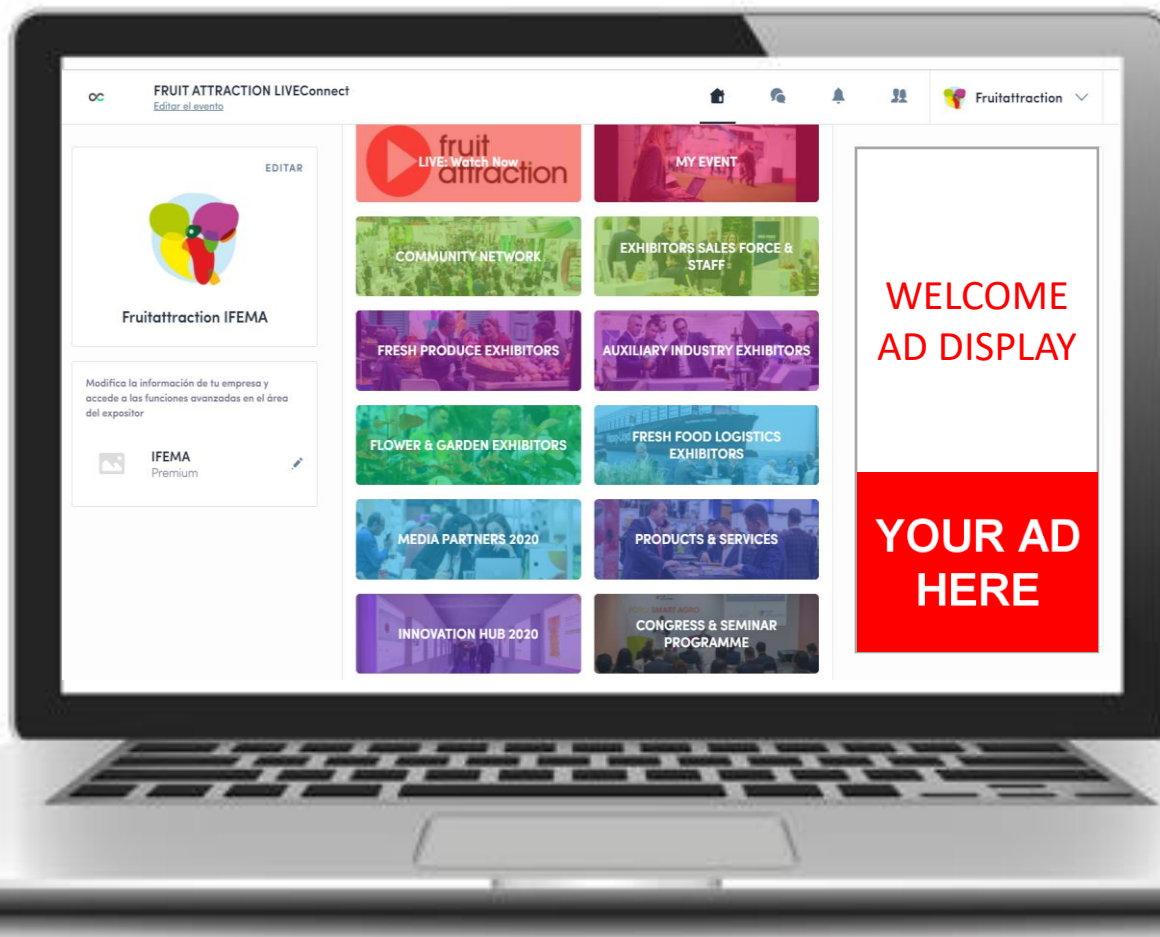 FRUIT ATTRACTION LIVEConnect
Editar el evento
Fruitattraction
EDITAR
Fruitattraction IFEMA
Modifica la información de tu empresa y
accede a las funciones avanzadas en el área
del expositor
IFEMA
Premium
fruit
attraction
LIVE: Watch Now
MY EVENT
COMMUNITY NETWORK
EXHIBITORS SALES FORCE &
STAFF
FRESH PRODUCE EXHIBITORS
AUXILIARY INDUSTRY EXHIBITORS
FLOWER & GARDEN EXHIBITORS
FRESH FOOD LOGISTICS
EXHIBITORS
MEDIA PARTNERS 2020
PRODUCTS & SERVICES
INNOVATION HUB 2020
CONGRESS & SEMINAR
PROGRAMME
WELCOME
AD DISPLAY
YOUR AD
HERE